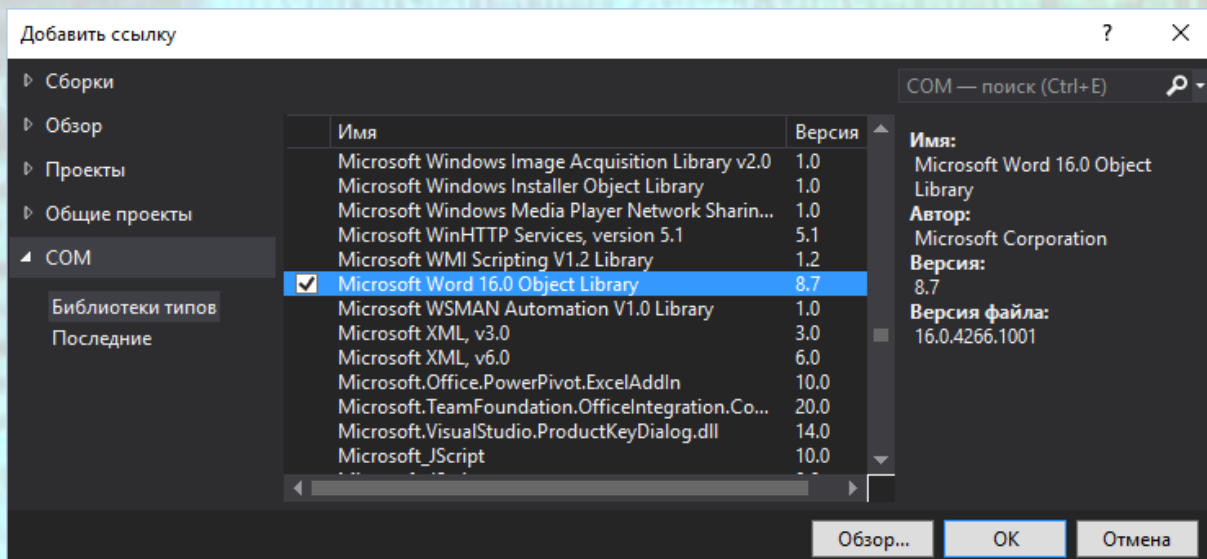 Добавить ссылку
?
Сборки
Обзор
Проекты
Общие проекты
COM
Библиотеки типов
Последние
Имя Версия
Microsoft Windows Image Acquisition Library v2.0 1.0
Microsoft Windows Installer Object Library 1.0
Microsoft Windows Media Player Network Sharin... 1.0
Microsoft WinHTTP Services, version 5.1 5.1
Microsoft WMI Scripting V1.2 Library 1.2
Microsoft Word 16.0 Object Library 8.7
Microsoft WSMAN Automation V1.0 Library 1.0
Microsoft XML, v3.0 3.0
Microsoft XML, v6.0 6.0
Microsoft.Office.PowerPivot.ExcelAddIn 10.0
Microsoft.TeamFoundation.OfficeIntegration.Co... 20.0
Microsoft.VisualStudio.ProductKeyDialog.dll 14.0
Microsoft_JScript 10.0
COM — поиск (Ctrl+E)
Имя:
Microsoft Word 16.0 Object
Library
Автор:
Microsoft Corporation
Версия:
8.7
Версия файла:
16.0.4266.1001
Обзор... ОК Отмена